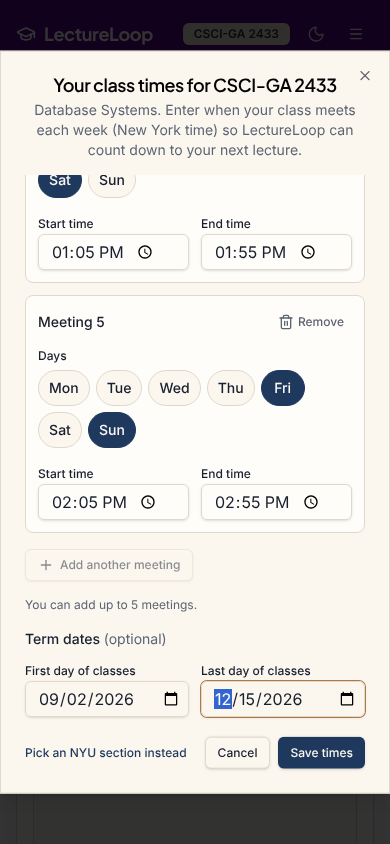 LectureLoop CSCI-GA 2433
Your class times for CSCI-GA 2433
Database Systems. Enter when your class meets
each week (New York time) so LectureLoop can
count down to your next lecture.
Sat Sun
Start time End time
01:05 PM 01:55 PM
Meeting 5 Remove
Days
Mon Tue Wed Thu Fri
Sat Sun
Start time End time
02:05 PM 02:55 PM
Add another meeting
You can add up to 5 meetings.
Term dates (optional)
First day of classes Last day of classes
09/02/2026 12/15/2026
Pick an NYU section instead Cancel Save times